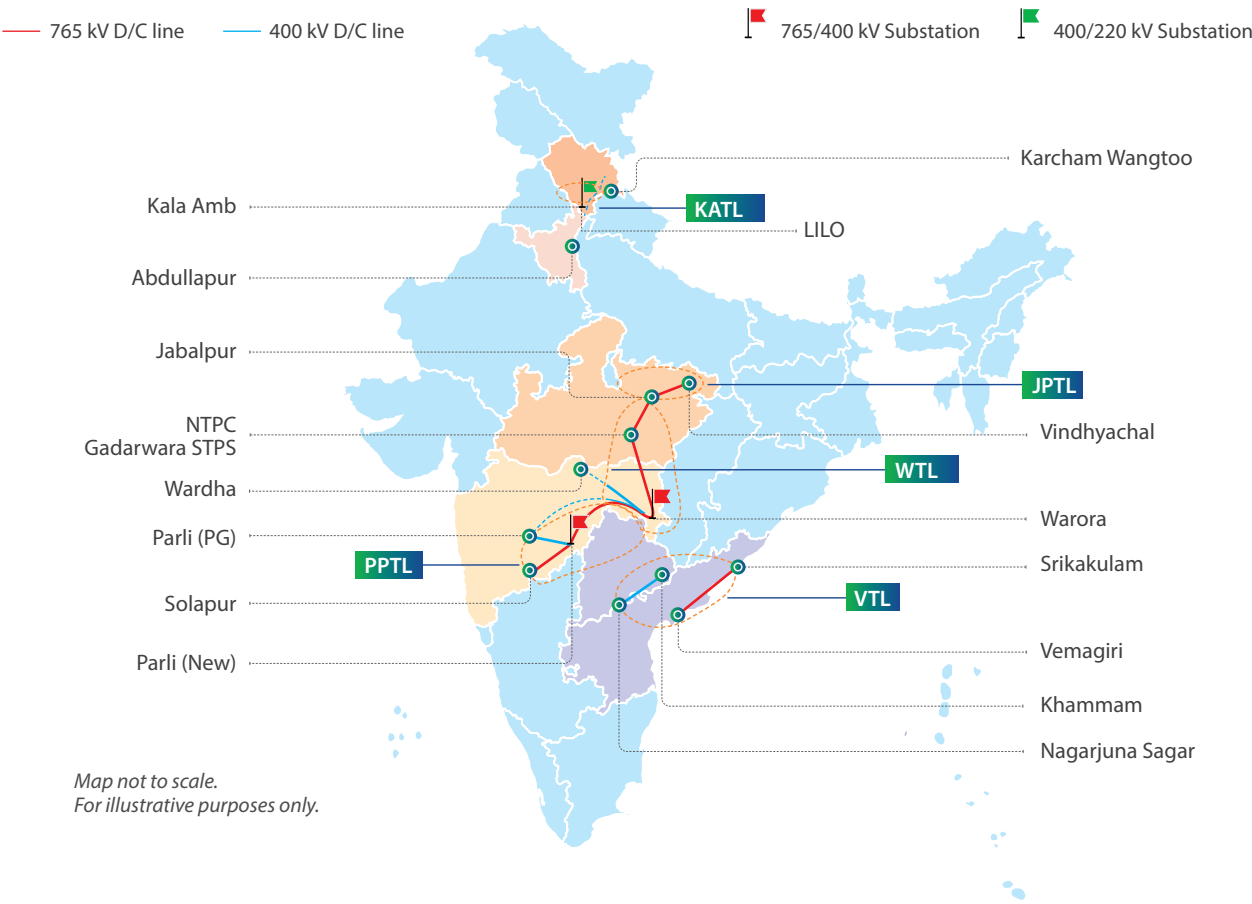 765 kV D/C line
400 kV D/C line
765/400 kV Substation
400/220 kV Substation
Karcham Wangtoo
Kala Amb
KATL
LILO
Abdullapur
Jabalpur
JPTL
NTPC
Gadarwara STPS
Vindhyachal
WTL
Wardha
Warora
Parli (PG)
PPTL
Srikakulam
Solapur
VTL
Parli (New)
Vemagiri
Khammam
Nagarjuna Sagar
Map not to scale.
For illustrative purposes only.